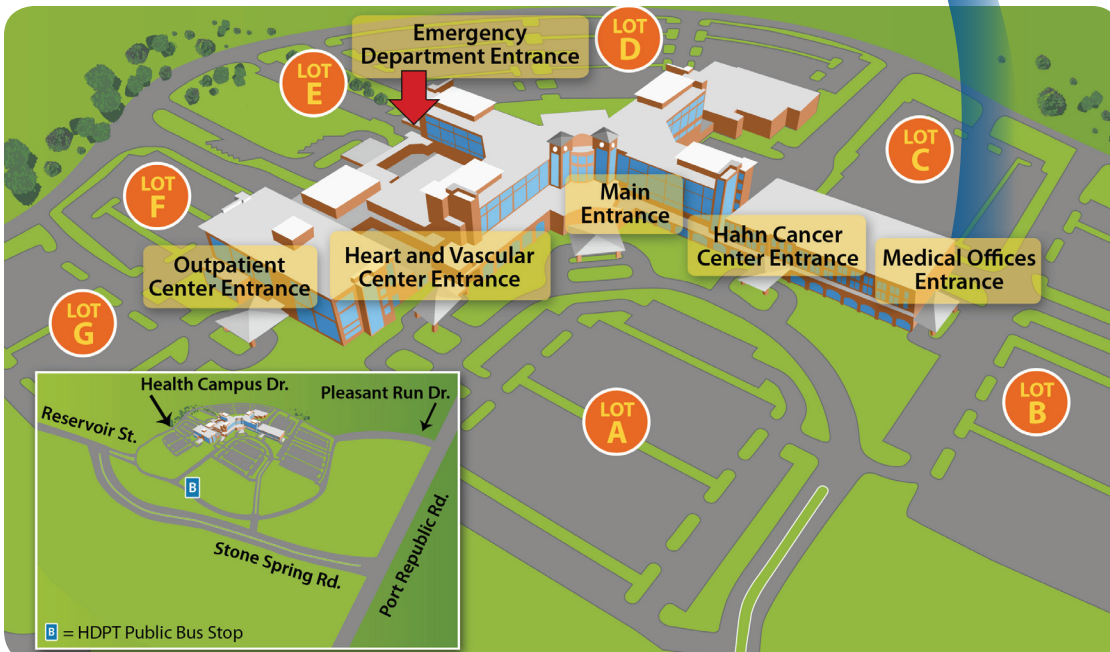 Emergency
Department Entrance
LOT
D
LOT
E
LOT
C
LOT
F
Main
Entrance
Outpatient
Center Entrance
Heart and Vascular
Center Entrance
Hahn Cancer
Center Entrance
Medical Offices
Entrance
LOT
G
LOT
A
LOT
B
Health Campus Dr.
Pleasant Run Dr.
Reservoir St.
B
Stone Spring Rd.
Port Republic Rd.
B = HDPT Public Bus Stop